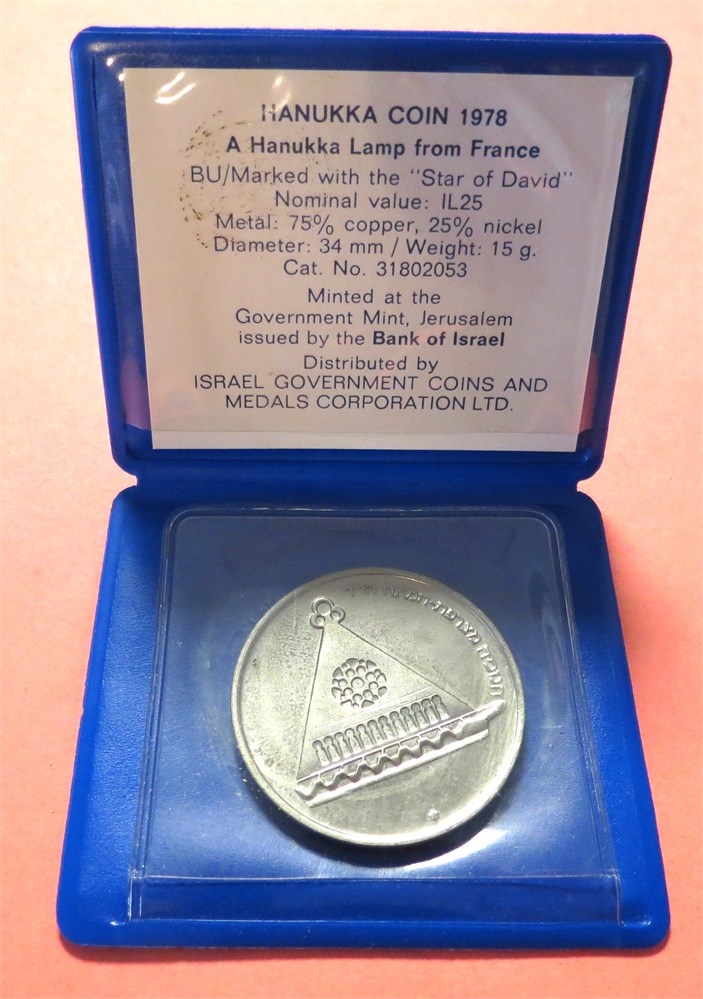 HANUKKA COIN 1978
A Hanukka Lamp from France
BU/Marked with the "Star of David"
Nominal value: IL25
Metal: 75% copper, 25% nickel
Diameter: 34 mm / Weight: 15 g.
Cat. No. 31802053
Minted at the
Government Mint, Jerusalem
issued by the Bank of Israel
Distributed by
ISRAEL GOVERNMENT COINS AND
MEDALS CORPORATION LTD.
חנוכיה מצרפת